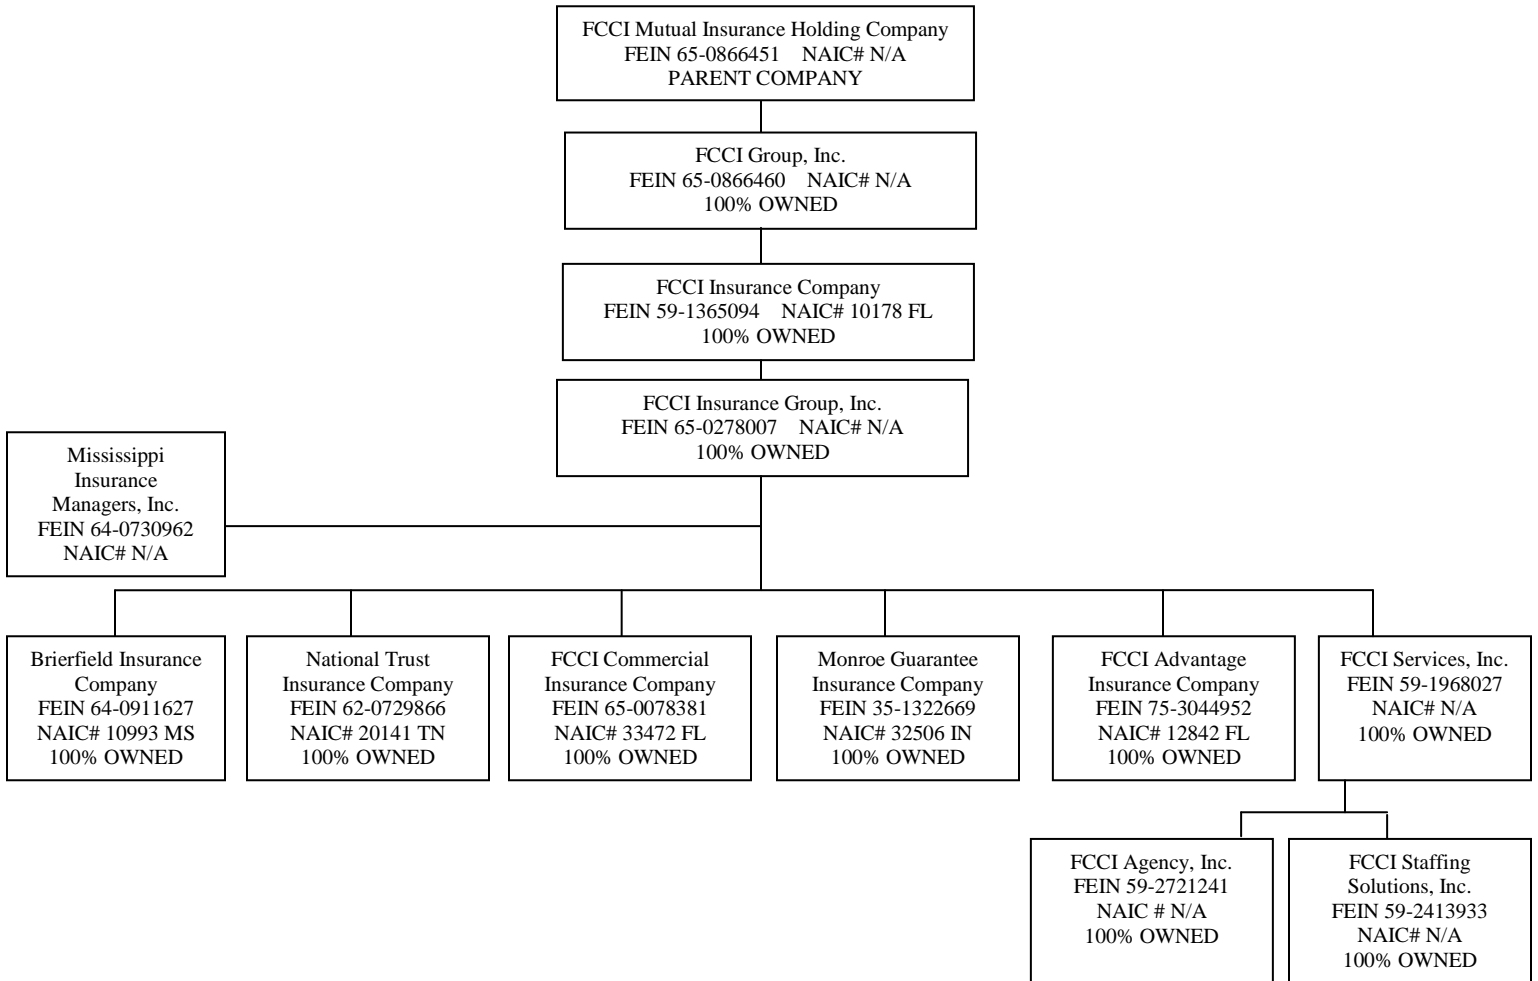 FCCI Mutual Insurance Holding Company
FEIN 65-0866451 NAIC# N/A
PARENT COMPANY
FCCI Group, Inc.
FEIN 65-0866460 NAIC# N/A
100% OWNED
FCCI Insurance Company
FEIN 59-1365094 NAIC# 10178 FL
100% OWNED
FCCI Insurance Group, Inc.
FEIN 65-0278007 NAIC# N/A
100% OWNED
Mississippi
Insurance
Managers, Inc.
FEIN 64-0730962
NAIC# N/A
Brierfield Insurance
Company
FEIN 64-0911627
NAIC# 10993 MS
100% OWNED
National Trust
Insurance Company
FEIN 62-0729866
NAIC# 20141 TN
100% OWNED
FCCI Commercial
Insurance Company
FEIN 65-0078381
NAIC# 33472 FL
100% OWNED
Monroe Guarantee
Insurance Company
FEIN 35-1322669
NAIC# 32506 IN
100% OWNED
FCCI Advantage
Insurance Company
FEIN 75-3044952
NAIC# 12842 FL
100% OWNED
FCCI Services, Inc.
FEIN 59-1968027
NAIC# N/A
100% OWNED
FCCI Agency, Inc.
FEIN 59-2721241
NAIC # N/A
100% OWNED
FCCI Staffing
Solutions, Inc.
FEIN 59-2413933
NAIC# N/A
100% OWNED